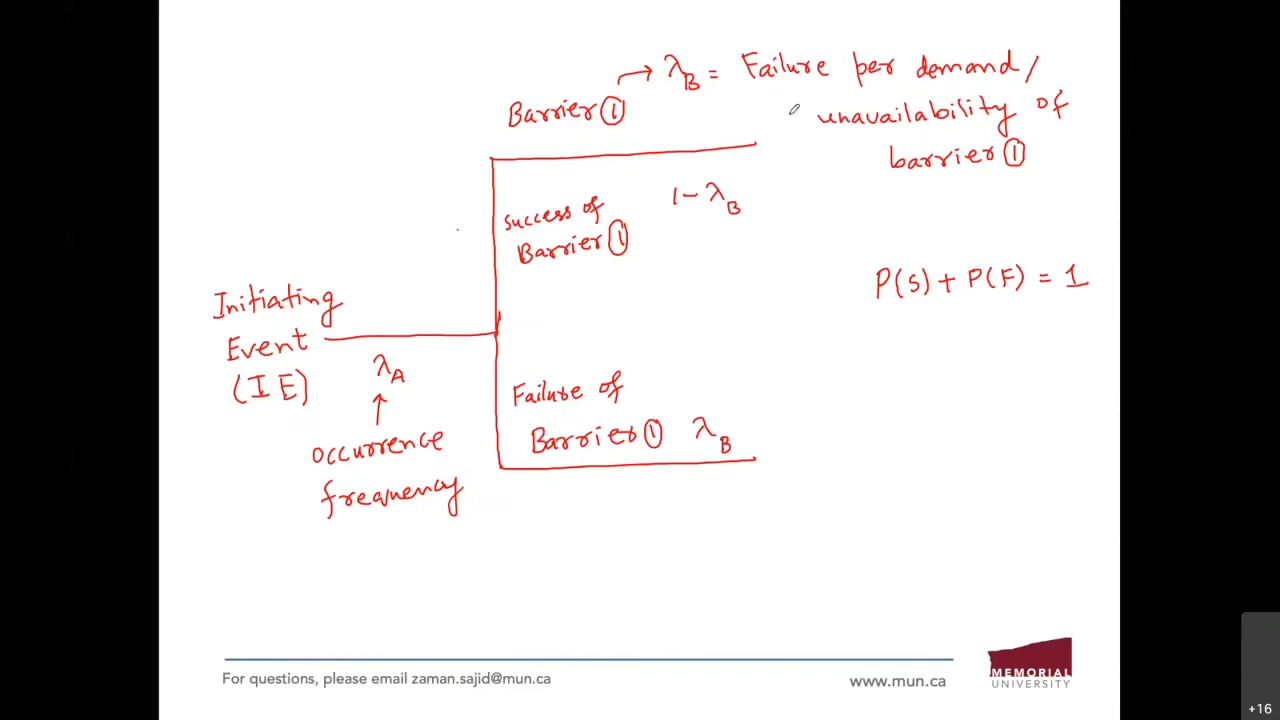 Barrier ① → λB = Failure per demand/
unavailability of
barrier ①
Success of
Barrier ①
1 - λB
P(S) + P(F) = 1
Initiating
Event
(IE)
λA
↑
Occurrence
frequency
Failure of
Barrier ① λB
For questions, please email zaman.sajid@mun.ca
www.mun.ca
MEMORIAL
UNIVERSITY
+16